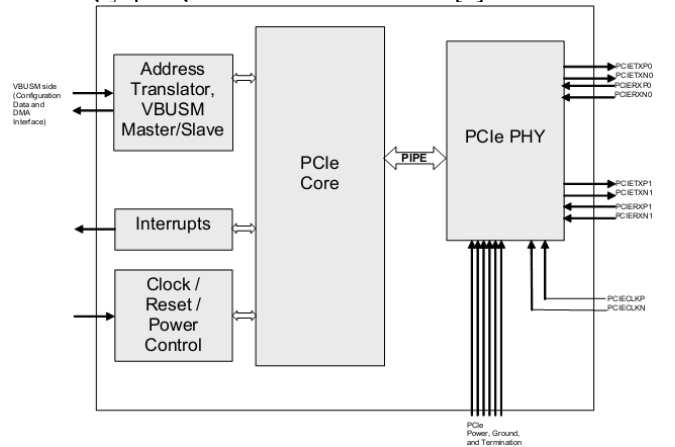 VBUSM side
(Configuration
Data and
DMA
Interface)
Address
Translator,
VBUSM
Master/Slave
Interrupts
Clock /
Reset /
Power
Control
PCIe
Core
PIPE
PCIe PHY
PCIETXP0
PCIETXN0
PCIERXP0
PCIERXN0
PCIETXP1
PCIETXN1
PCIERXP1
PCIERXN1
PCIECLKP
PCIECLKN
PCIe
Power, Ground,
and Termination